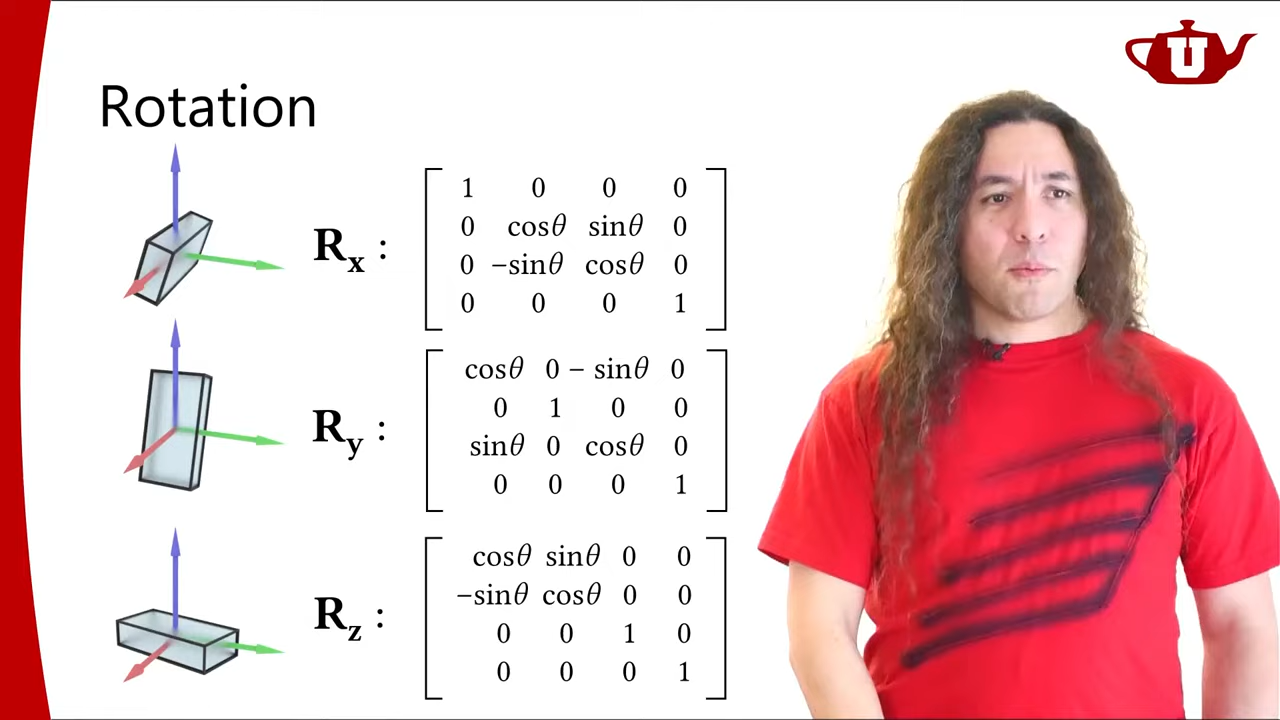 U
Rotation
Rx :
1 0 0 0
0 cosθ sinθ 0
0 −sinθ cosθ 0
0 0 0 1
Ry :
cosθ 0 − sinθ 0
0 1 0 0
sinθ 0 cosθ 0
0 0 0 1
Rz :
cosθ sinθ 0 0
−sinθ cosθ 0 0
0 0 1 0
0 0 0 1